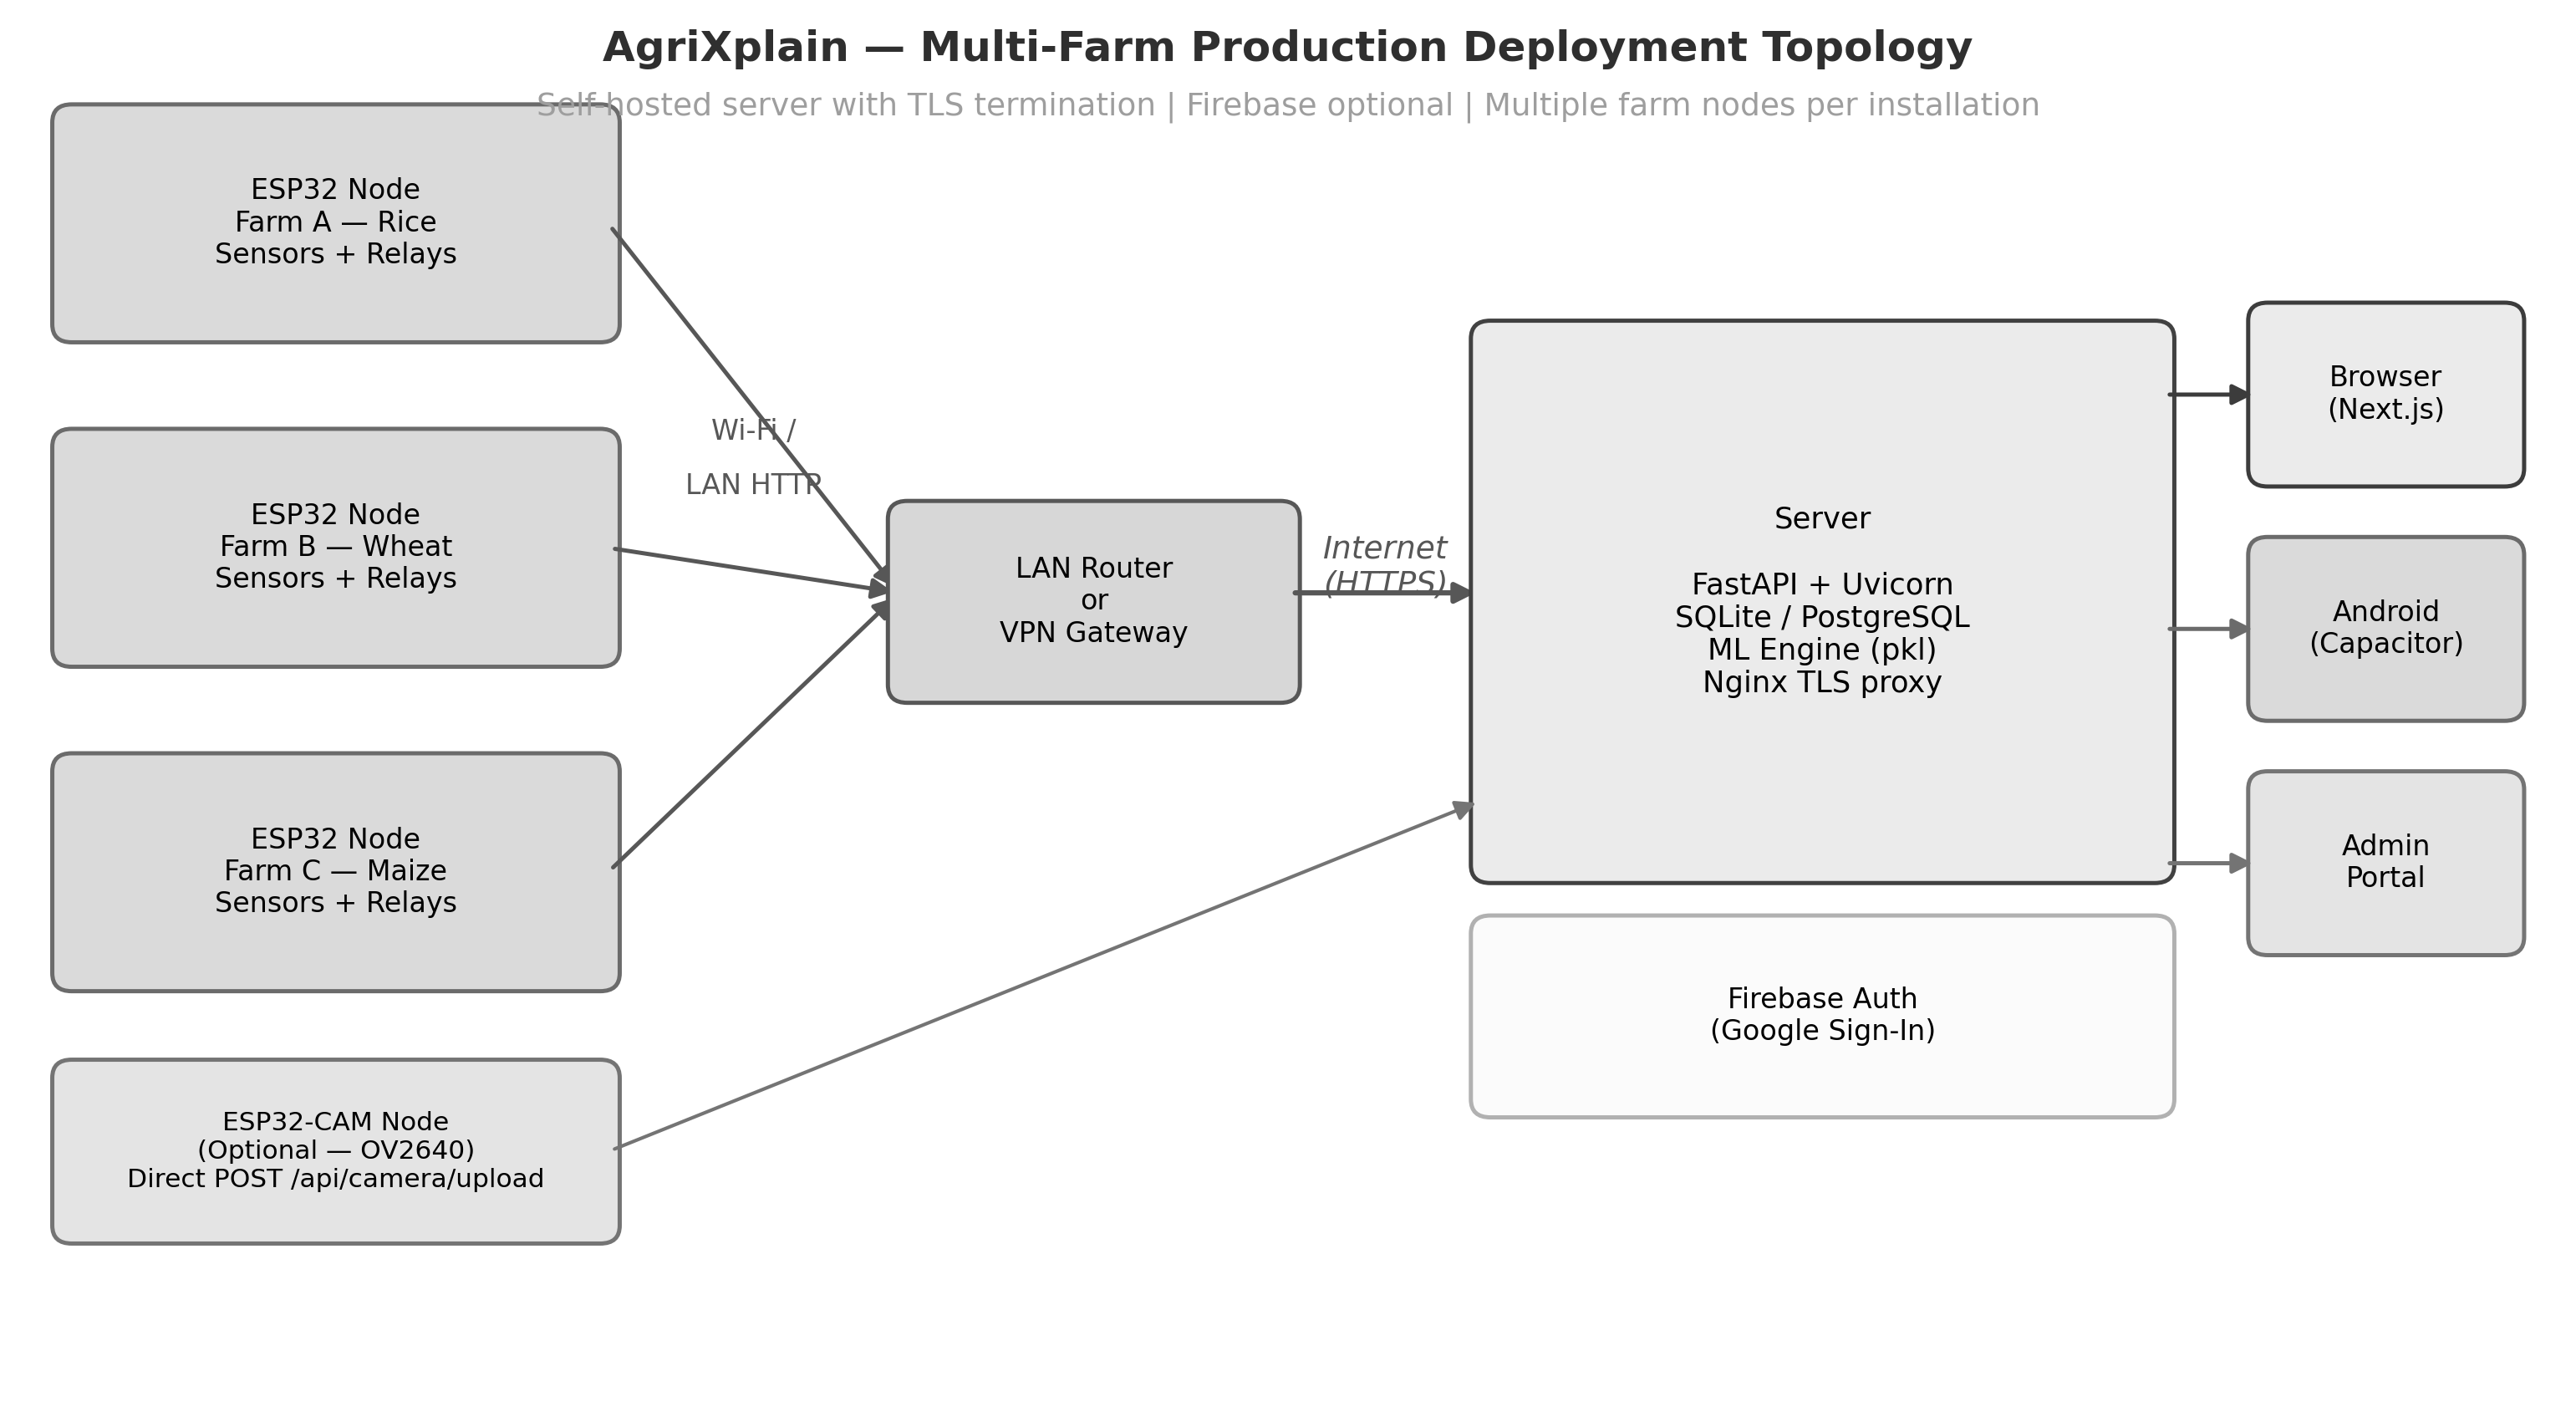 AgriXplain — Multi-Farm Production Deployment Topology
Self-hosted server with TLS termination | Firebase optional | Multiple farm nodes per installation
ESP32 Node
Farm A — Rice
Sensors + Relays
Wi-Fi /
LAN HTTP
ESP32 Node
Farm B — Wheat
Sensors + Relays
ESP32 Node
Farm C — Maize
Sensors + Relays
ESP32-CAM Node
(Optional — OV2640)
Direct POST /api/camera/upload
LAN Router
or
VPN Gateway
Internet
(HTTPS)
Server
FastAPI + Uvicorn
SQLite / PostgreSQL
ML Engine (pkl)
Nginx TLS proxy
Firebase Auth
(Google Sign-In)
Browser
(Next.js)
Android
(Capacitor)
Admin
Portal